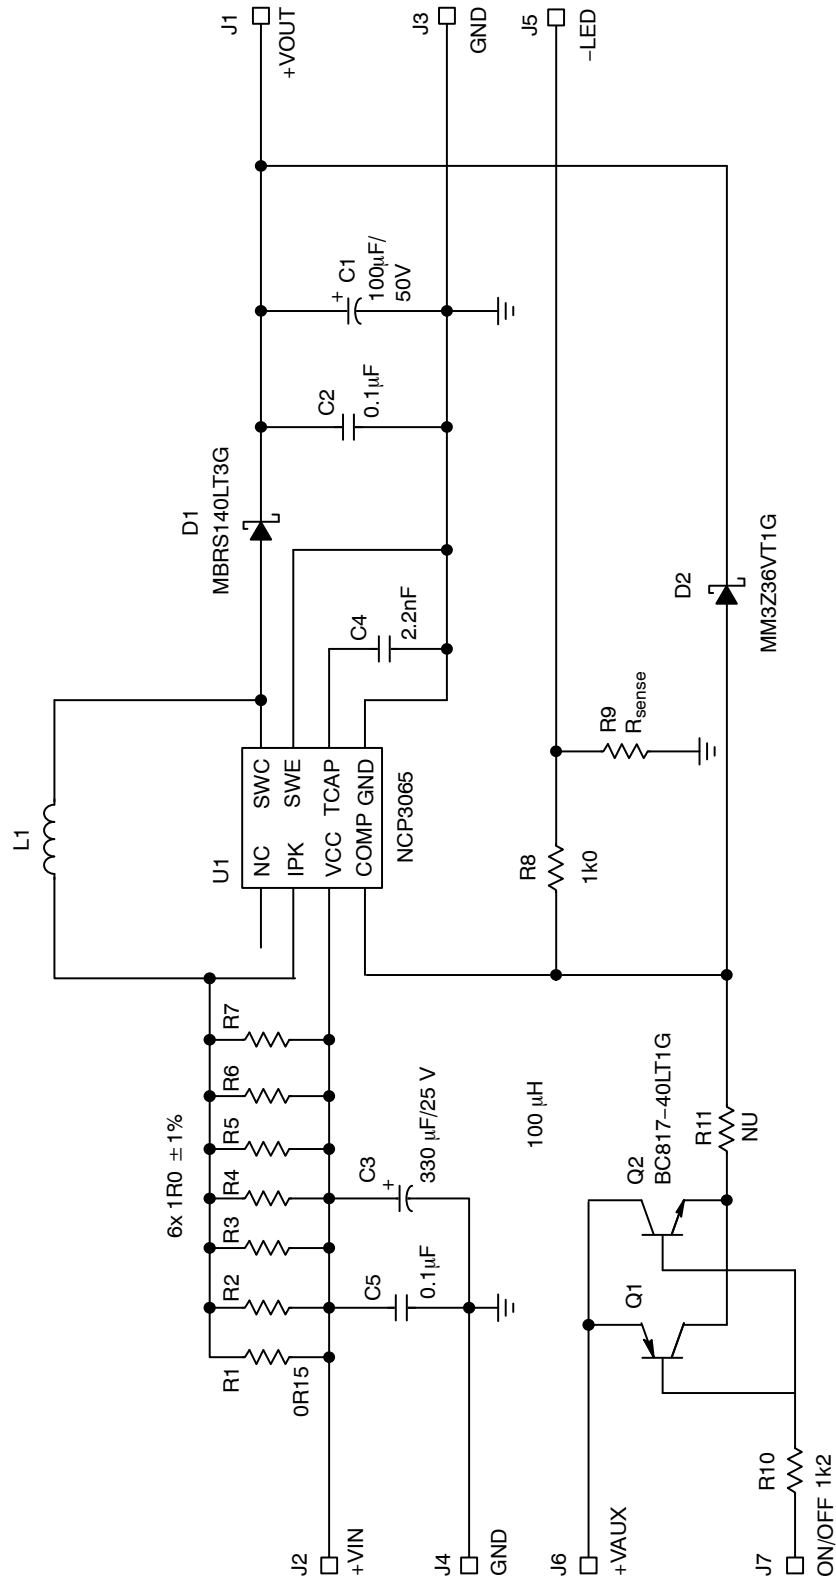 J1
+VOUT
J3
GND
J5
−LED
L1
D1
MBRS140LT3G
C2
0.1µF
+
C1
100µF/
50V
C4
2.2nF
U1
NC
SWC
IPK
SWE
VCC
TCAP
COMP
GND
NCP3065
R9
Rsense
D2
MM3Z36VT1G
R8
1k0
6x 1R0 ±1%
R1
R2
R3
R4
R5
R6
R7
0R15
C5
0.1µF
C3
+
330 µF/25 V
100 µH
J2
+VIN
J4
GND
Q1
Q2
BC817−40LT1G
R11
NU
J6
+VAUX
R10
1k2
J7
ON/OFF